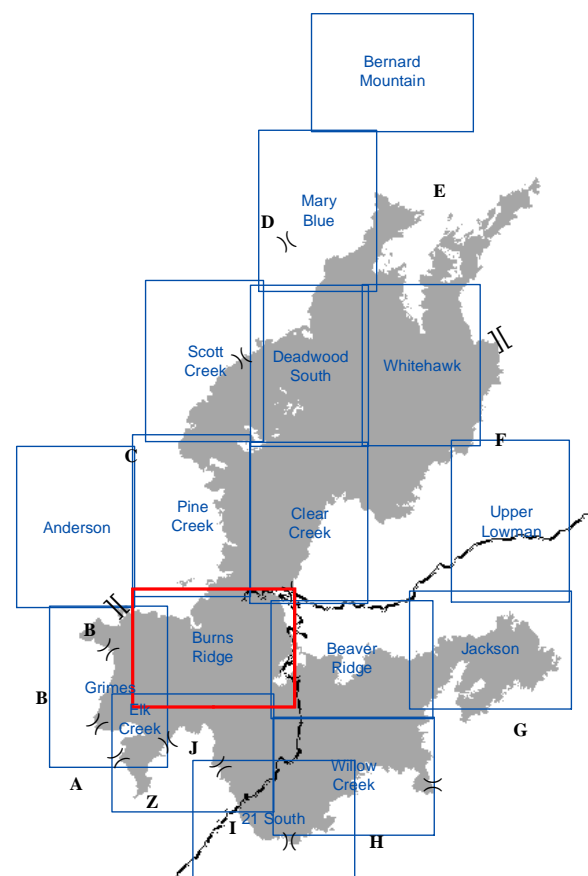 Bernard
Mountain
E
Mary
Blue
D
Scott
Creek
Deadwood
South
Whitehawk
][
F
C
Pine
Creek
Anderson
Clear
Creek
Upper
Lowman
][
B
Burns
Ridge
Beaver
Ridge
Jackson
B
Grimes
Elk
Creek
G
J
A
Z
Willow
Creek
I
21 South
H